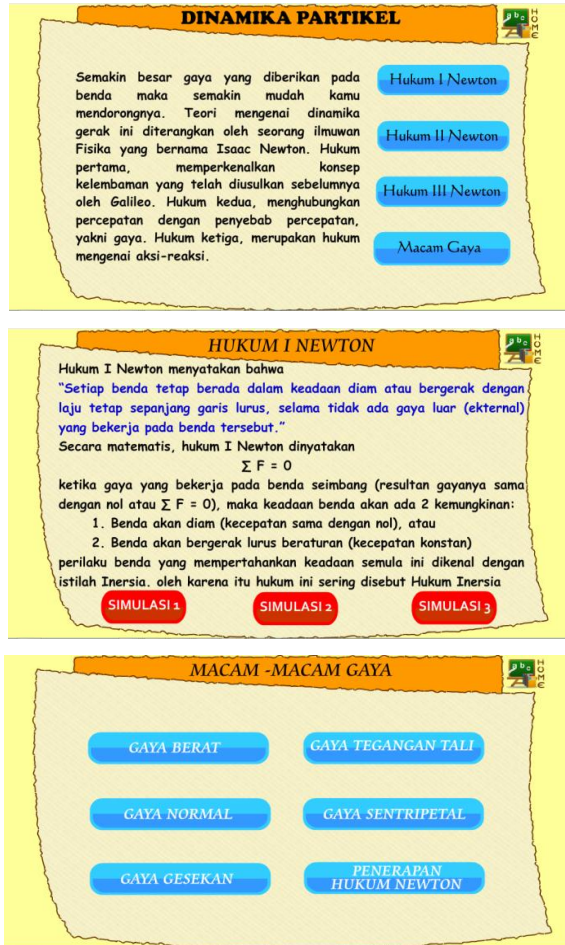 DINAMIKA PARTIKEL
abc
HOME
Semakin besar gaya yang diberikan pada
benda maka semakin mudah kamu
mendorongnya. Teori mengenai dinamika
gerak ini diterangkan oleh seorang ilmuwan
Fisika yang bernama Isaac Newton. Hukum
pertama, memperkenalkan konsep
kelembaman yang telah diusulkan sebelumnya
oleh Galileo. Hukum kedua, menghubungkan
percepatan dengan penyebab percepatan,
yakni gaya. Hukum ketiga, merupakan hukum
mengenai aksi-reaksi.
Hukum I Newton
Hukum II Newton
Hukum III Newton
Macam Gaya
HUKUM I NEWTON
abc
HOME
Hukum I Newton menyatakan bahwa
“Setiap benda tetap berada dalam keadaan diam atau bergerak dengan
laju tetap sepanjang garis lurus, selama tidak ada gaya luar (ekternal)
yang bekerja pada benda tersebut.”
Secara matematis, hukum I Newton dinyatakan
∑ F = 0
ketika gaya yang bekerja pada benda seimbang (resultan gayanya sama
dengan nol atau ∑ F = 0), maka keadaan benda akan ada 2 kemungkinan:
1. Benda akan diam (kecepatan sama dengan nol), atau
2. Benda akan bergerak lurus beraturan (kecepatan konstan)
perilaku benda yang mempertahankan keadaan semula ini dikenal dengan
istilah Inersia. oleh karena itu hukum ini sering disebut Hukum Inersia
SIMULASI 1
SIMULASI 2
SIMULASI 3
MACAM -MACAM GAYA
abc
HOME
GAYA BERAT
GAYA TEGANGAN TALI
GAYA NORMAL
GAYA SENTRIPETAL
GAYA GESEKAN
PENERAPAN
HUKUM NEWTON